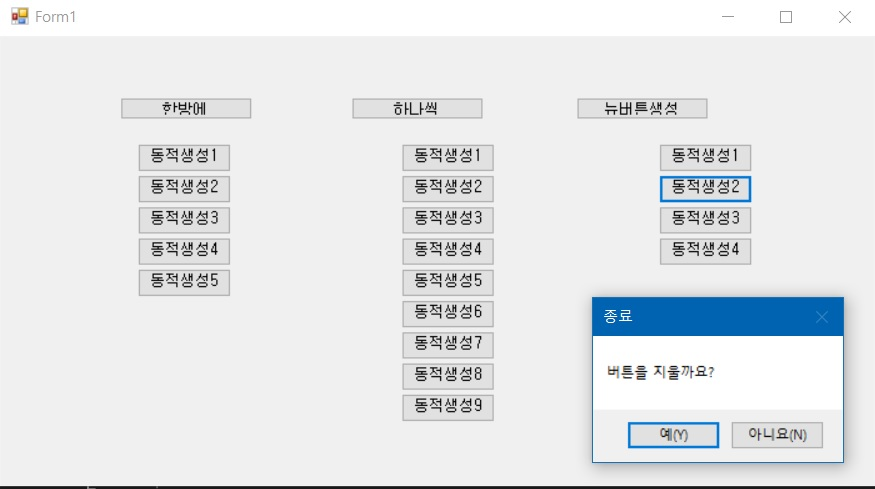 Form1
한방에
하나씩
뉴버튼생성
동적생성1
동적생성2
동적생성3
동적생성4
동적생성5
동적생성1
동적생성2
동적생성3
동적생성4
동적생성5
동적생성6
동적생성7
동적생성8
동적생성9
동적생성1
동적생성2
동적생성3
동적생성4
종료
버튼을 지울까요?
예(Y)
아니요(N)